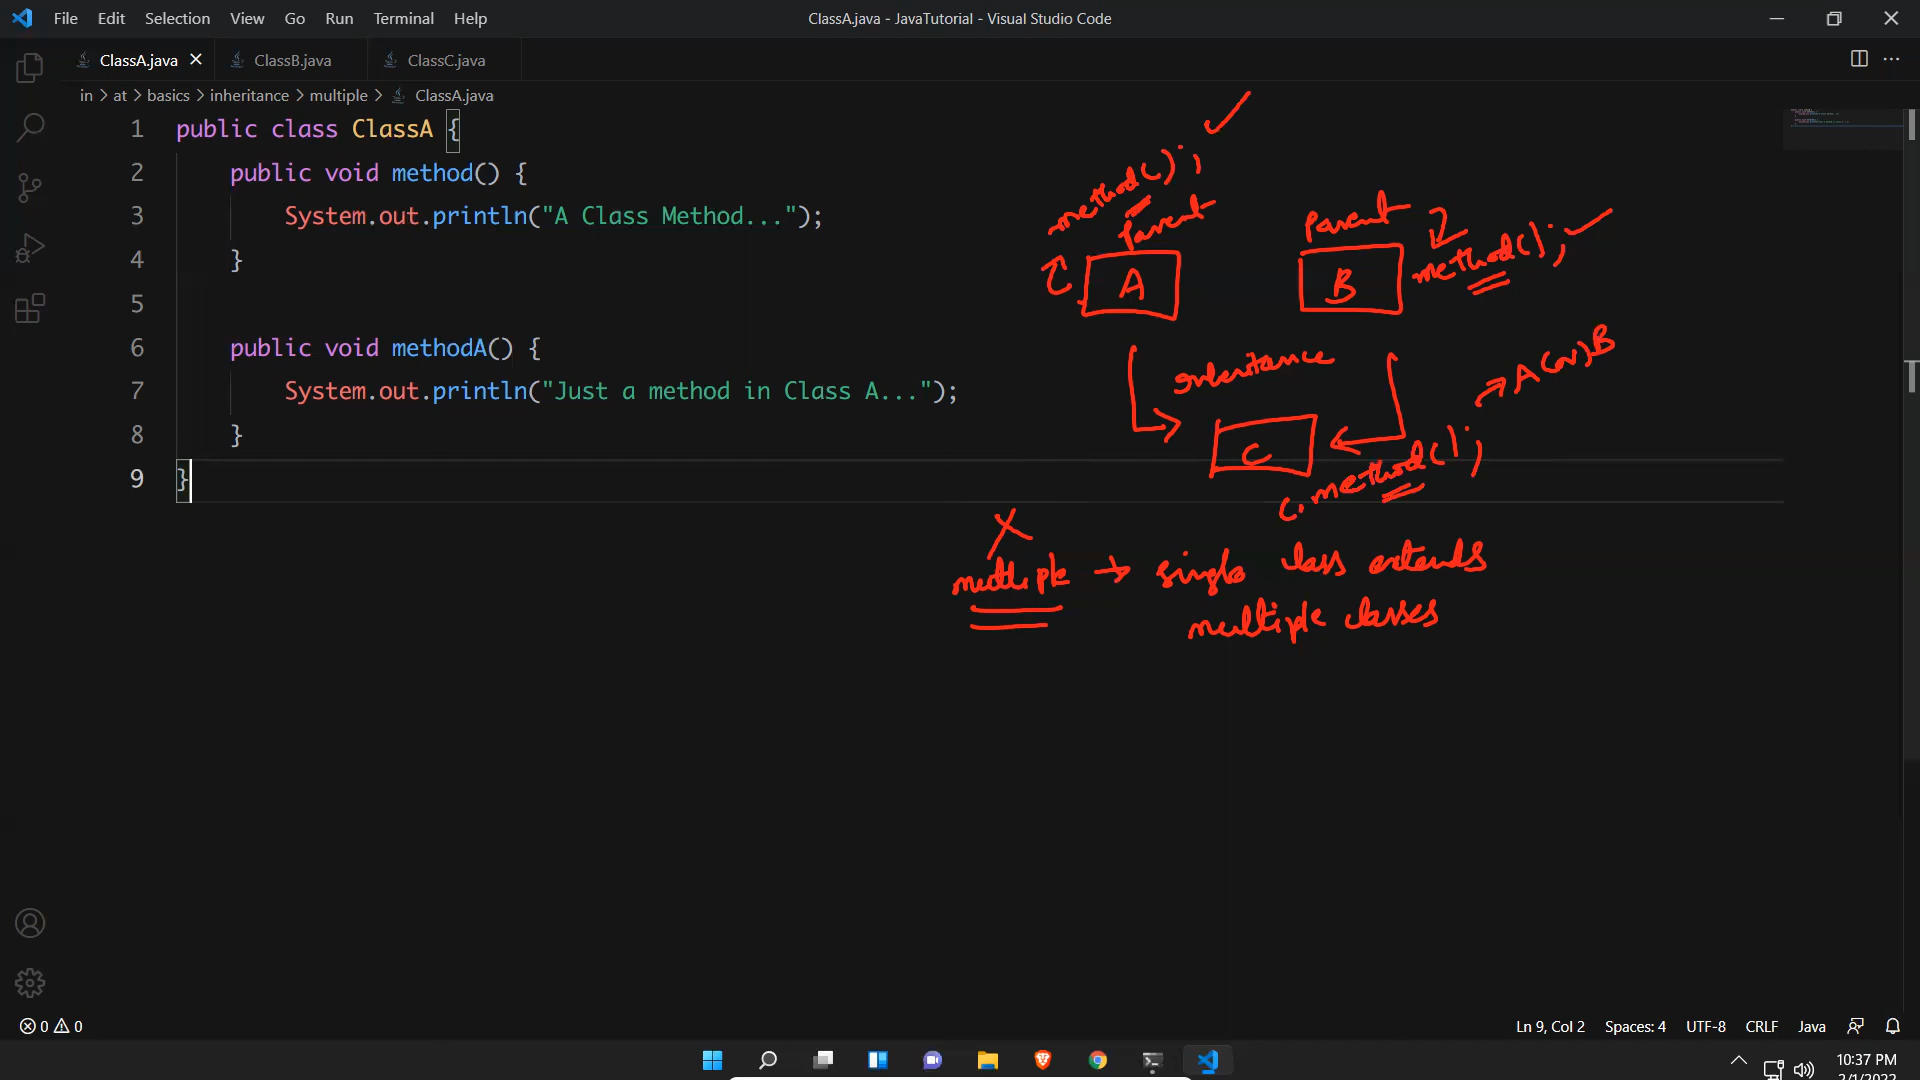 File Edit Selection View Go Run Terminal Help
ClassA.java - JavaTutorial - Visual Studio Code
ClassA.java ClassB.java ClassC.java
in > at > basics > inheritance > multiple > ClassA.java
1 public class ClassA {
2 public void method() {
3 System.out.println("A Class Method...");
4 }
5
6 public void methodA() {
7 System.out.println("Just a method in Class A...");
8 }
9 }
method();
Parent
A
Parent
method();
B
Inheritance
A (or) B
C
c.method();
X
multiple → single class extends
multiple classes
0 0
Ln 9, Col 2 Spaces: 4 UTF-8 CRLF Java
10:37 PM
2/1/2022